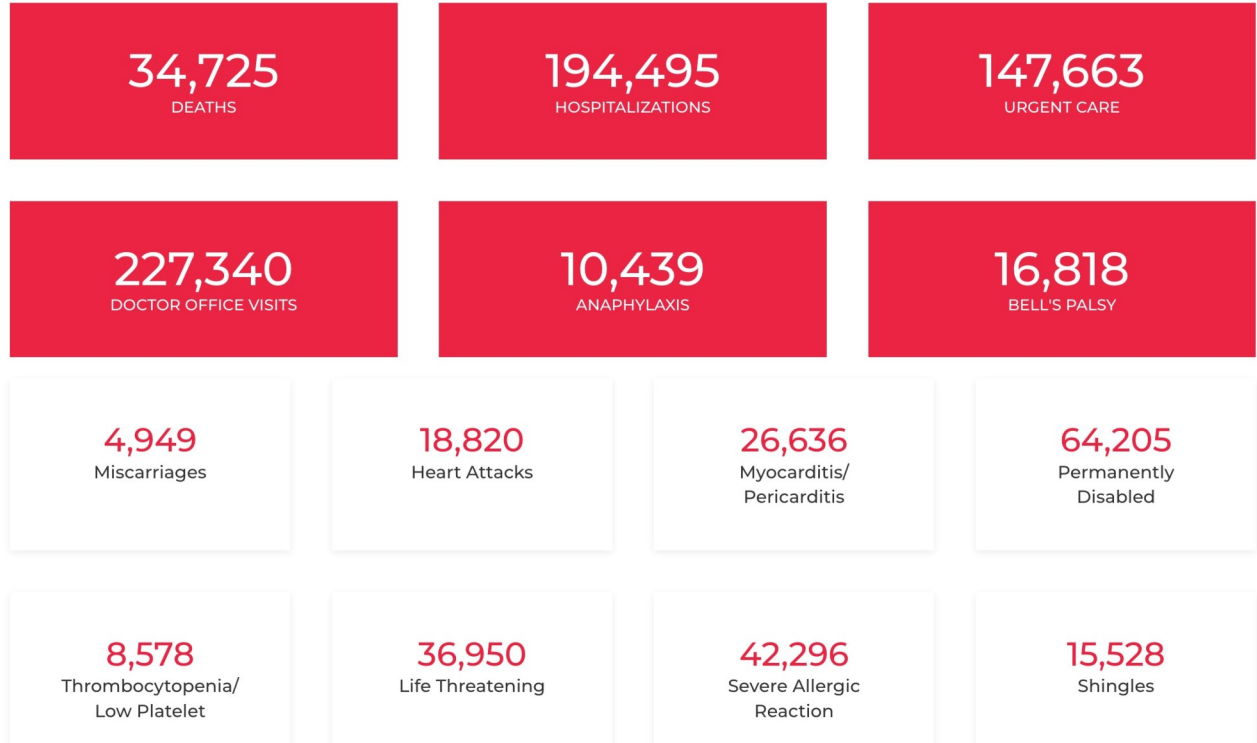 34,725
DEATHS
194,495
HOSPITALIZATIONS
147,663
URGENT CARE
227,340
DOCTOR OFFICE VISITS
10,439
ANAPHYLAXIS
16,818
BELL'S PALSY
4,949
Miscarriages
18,820
Heart Attacks
26,636
Myocarditis/
Pericarditis
64,205
Permanently
Disabled
8,578
Thrombocytopenia/
Low Platelet
36,950
Life Threatening
42,296
Severe Allergic
Reaction
15,528
Shingles